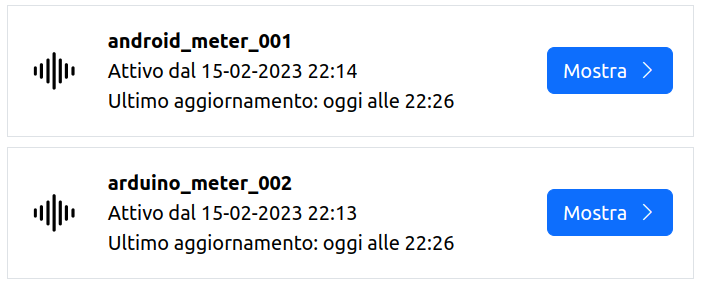 android_meter_001
Attivo dal 15-02-2023 22:14
Ultimo aggiornamento: oggi alle 22:26
Mostra
arduino_meter_002
Attivo dal 15-02-2023 22:13
Ultimo aggiornamento: oggi alle 22:26
Mostra